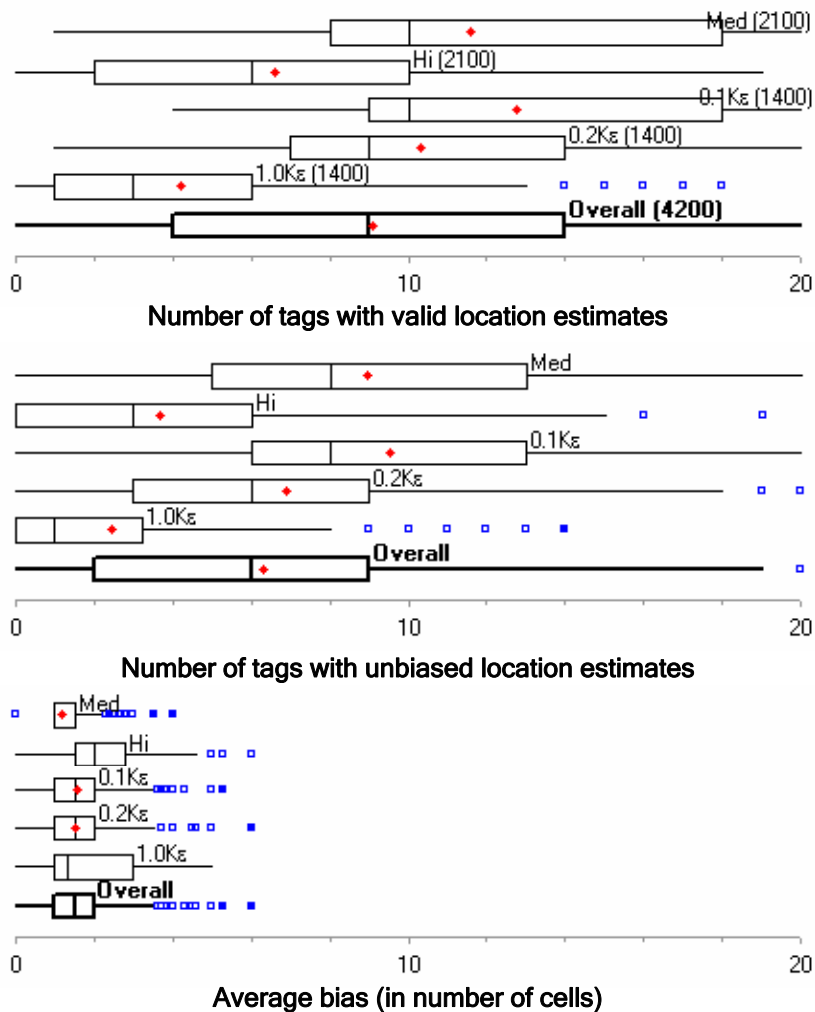 Med (2100)
Hi (2100)
0.1Kε (1400)
0.2Kε (1400)
1.0Kε (1400)
Overall (4200)
0 10 20
Number of tags with valid location estimates
Med
Hi
0.1Kε
0.2Kε
1.0Kε
Overall
0 10 20
Number of tags with unbiased location estimates
Med
Hi
0.1Kε
0.2Kε
1.0Kε
Overall
0 10 20
Average bias (in number of cells)